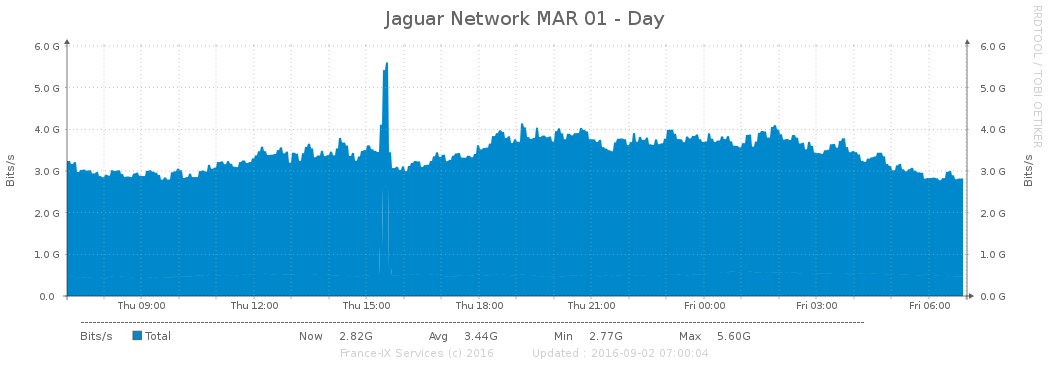 Jaguar Network MAR 01 - Day
RRDTOOL / TOBI OETIKER
6.0 G 6.0 G
5.0 G 5.0 G
4.0 G 4.0 G
3.0 G 3.0 G
2.0 G 2.0 G
1.0 G 1.0 G
0.0 0.0 G
Bits/s
Bits/s
Thu 09:00 Thu 12:00 Thu 15:00 Thu 18:00 Thu 21:00 Fri 00:00 Fri 03:00 Fri 06:00
Bits/s Total Now 2.82G Avg 3.44G Min 2.77G Max 5.60G
France-IX Services (c) 2016 Updated : 2016-09-02 07:00:04